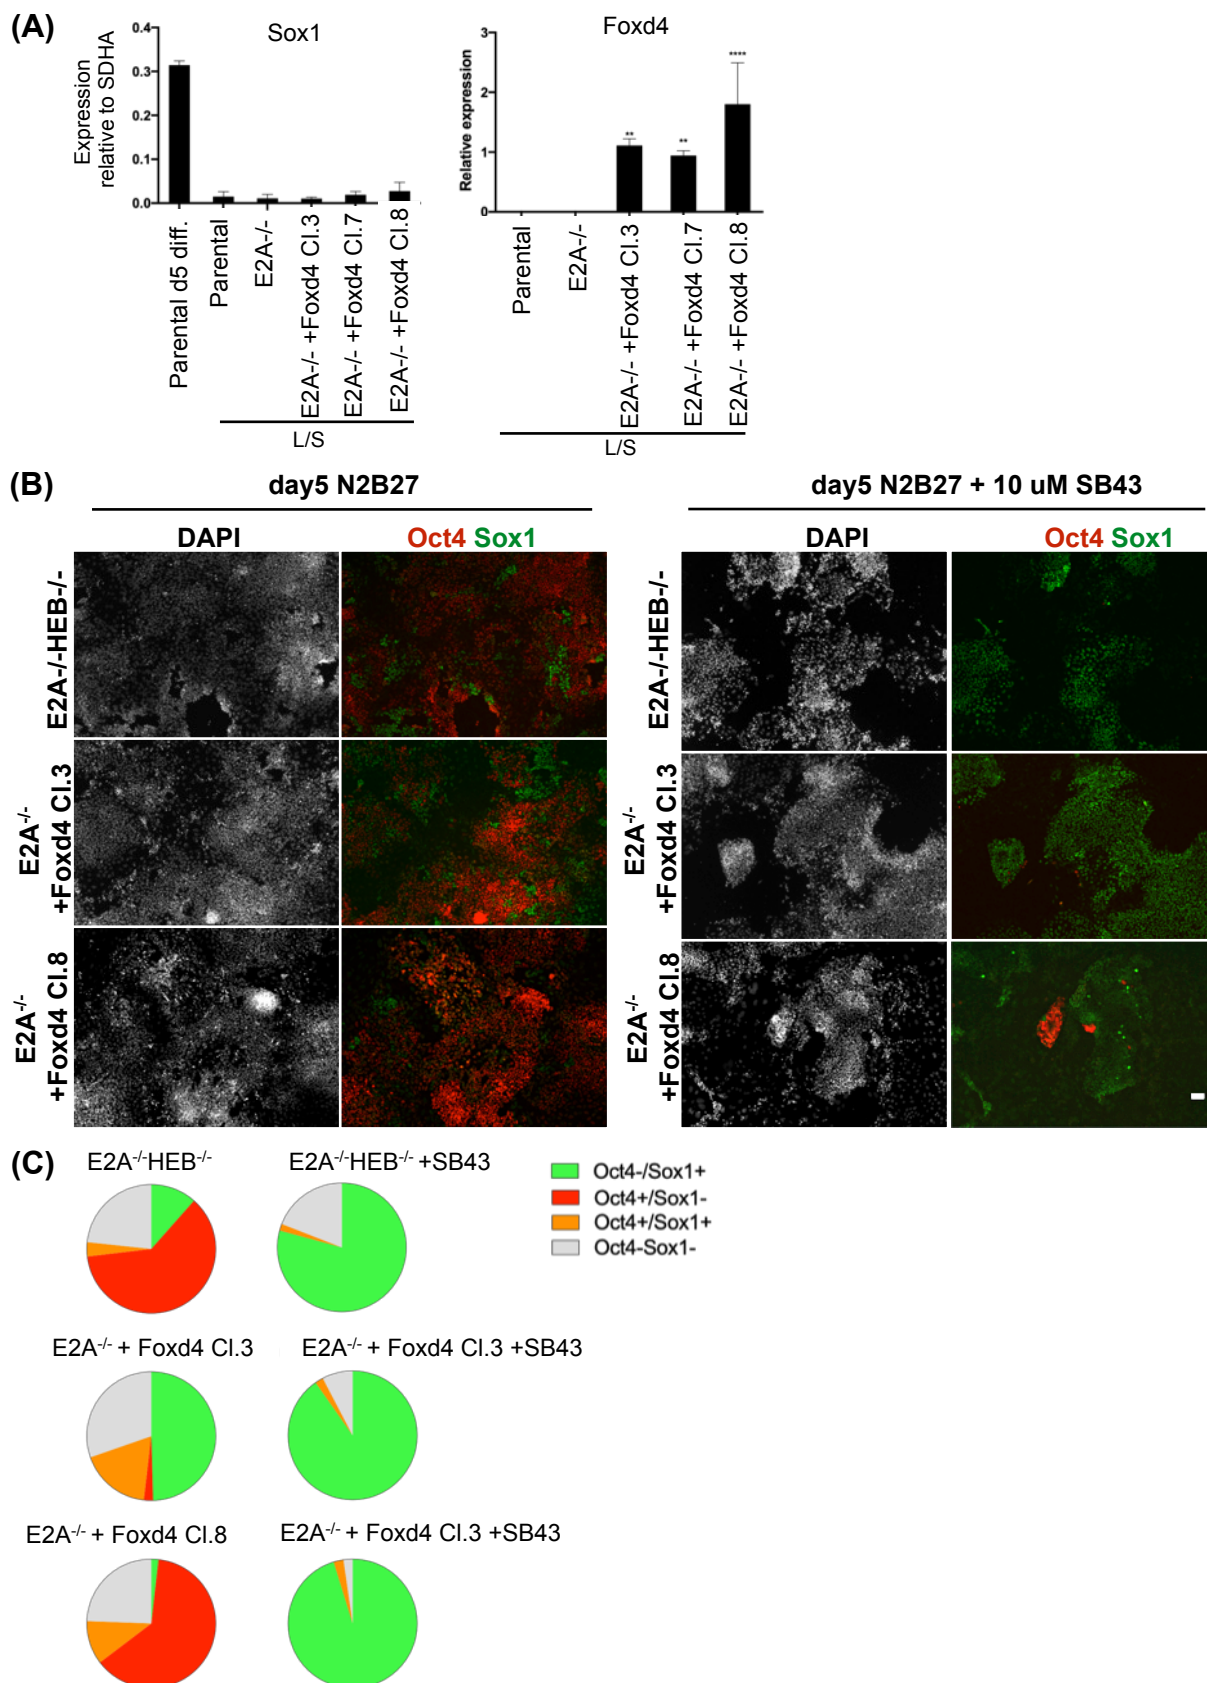 (A)
Sox1
Foxd4
Expression
relative to SDHA
0.4
0.3
0.2
0.1
0.0
Parental d5 diff.
Parental
E2A-/-
E2A-/- +Foxd4 Cl.3
E2A-/- +Foxd4 Cl.7
E2A-/- +Foxd4 Cl.8
L/S
Relative expression
3
2
1
0
**
**
****
Parental
E2A-/-
E2A-/- +Foxd4 Cl.3
E2A-/- +Foxd4 Cl.7
E2A-/- +Foxd4 Cl.8
L/S
(B)
day5 N2B27
day5 N2B27 + 10 uM SB43
DAPI
Oct4 Sox1
DAPI
Oct4 Sox1
E2A-/-HEB-/-
E2A-/-
+Foxd4 Cl.3
E2A-/-
+Foxd4 Cl.8
E2A-/-HEB-/-
E2A-/-
+Foxd4 Cl.3
E2A-/-
+Foxd4 Cl.8
(C)
E2A-/-HEB-/-
E2A-/-HEB-/- +SB43
Oct4-/Sox1+
Oct4+/Sox1-
Oct4+/Sox1+
Oct4-Sox1-
E2A-/- + Foxd4 Cl.3
E2A-/- + Foxd4 Cl.3 +SB43
E2A-/- + Foxd4 Cl.8
E2A-/- + Foxd4 Cl.3 +SB43